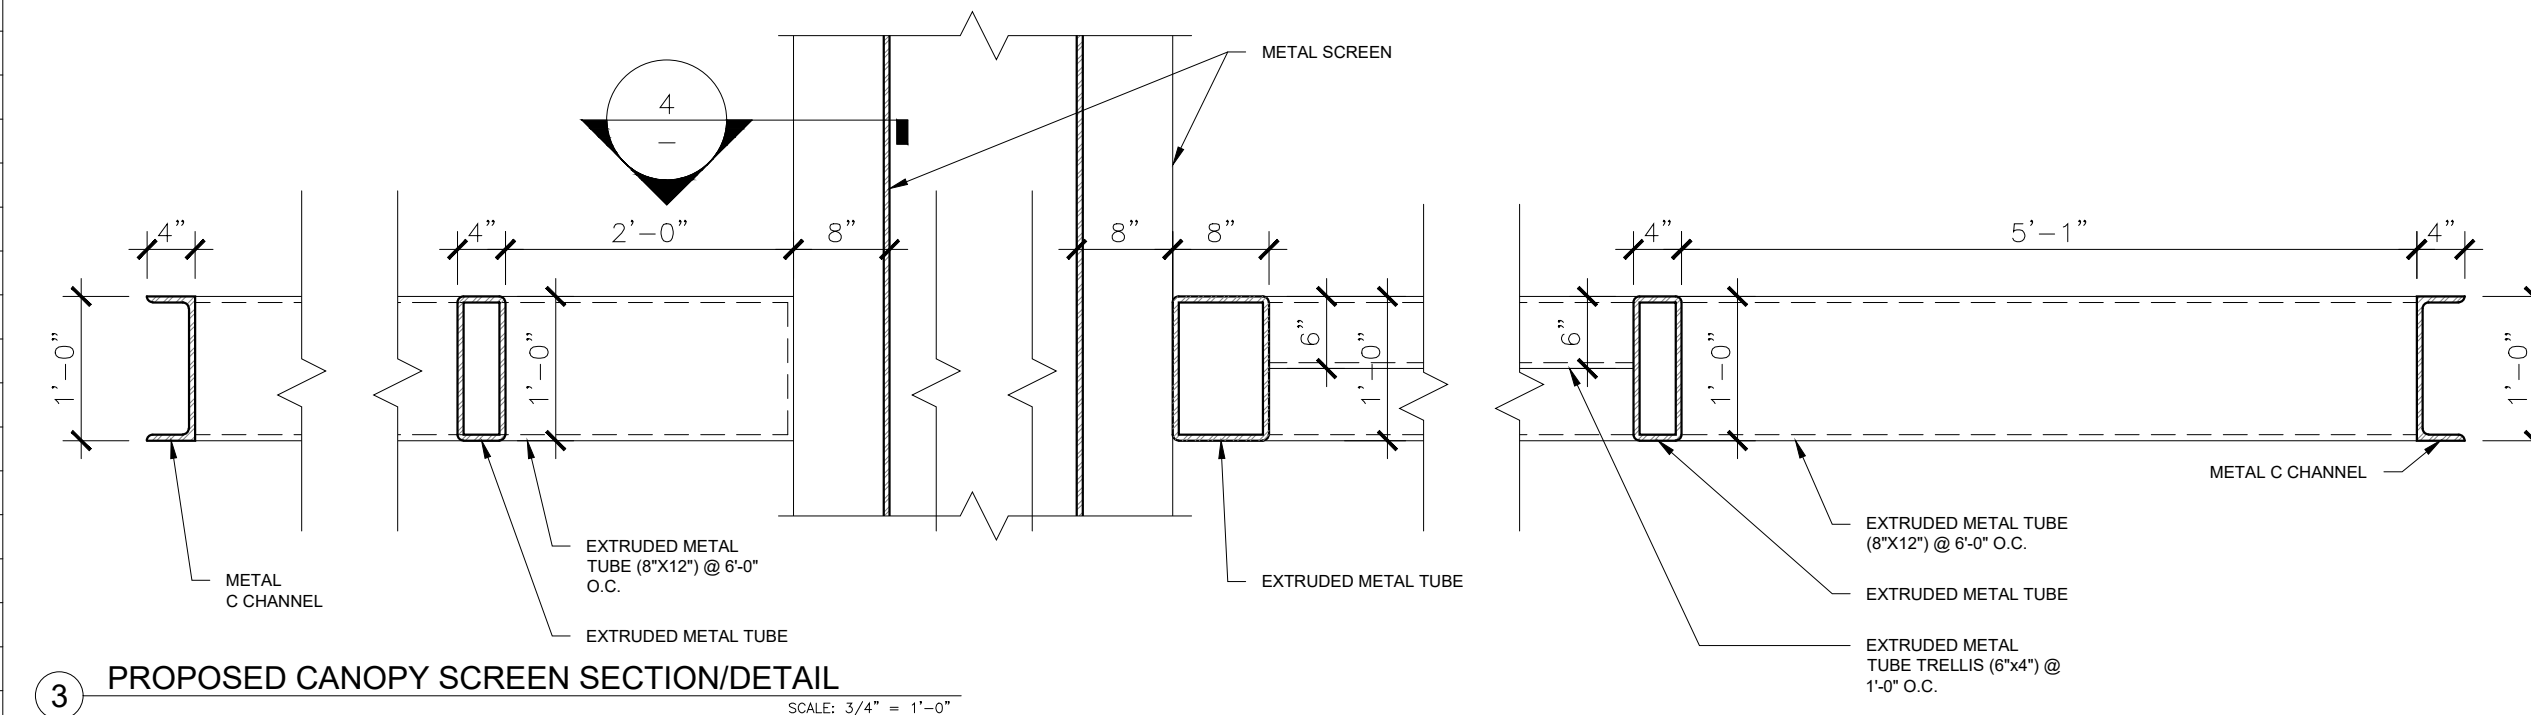 METAL SCREEN
4
–
4"
4"
2'-0"
8"
8"
8"
4"
5'-1"
4"
1'-0"
1'-0"
6"
1'-0"
6"
1'-0"
1'-0"
METAL C CHANNEL
EXTRUDED METAL
TUBE (8"X12") @ 6'-0"
O.C.
METAL
C CHANNEL
EXTRUDED METAL TUBE
EXTRUDED METAL TUBE
EXTRUDED METAL TUBE
(8"X12") @ 6'-0" O.C.
EXTRUDED METAL TUBE
EXTRUDED METAL
TUBE TRELLIS (6"x4") @
1'-0" O.C.
3
PROPOSED CANOPY SCREEN SECTION/DETAIL
SCALE: 3/4" = 1'-0"